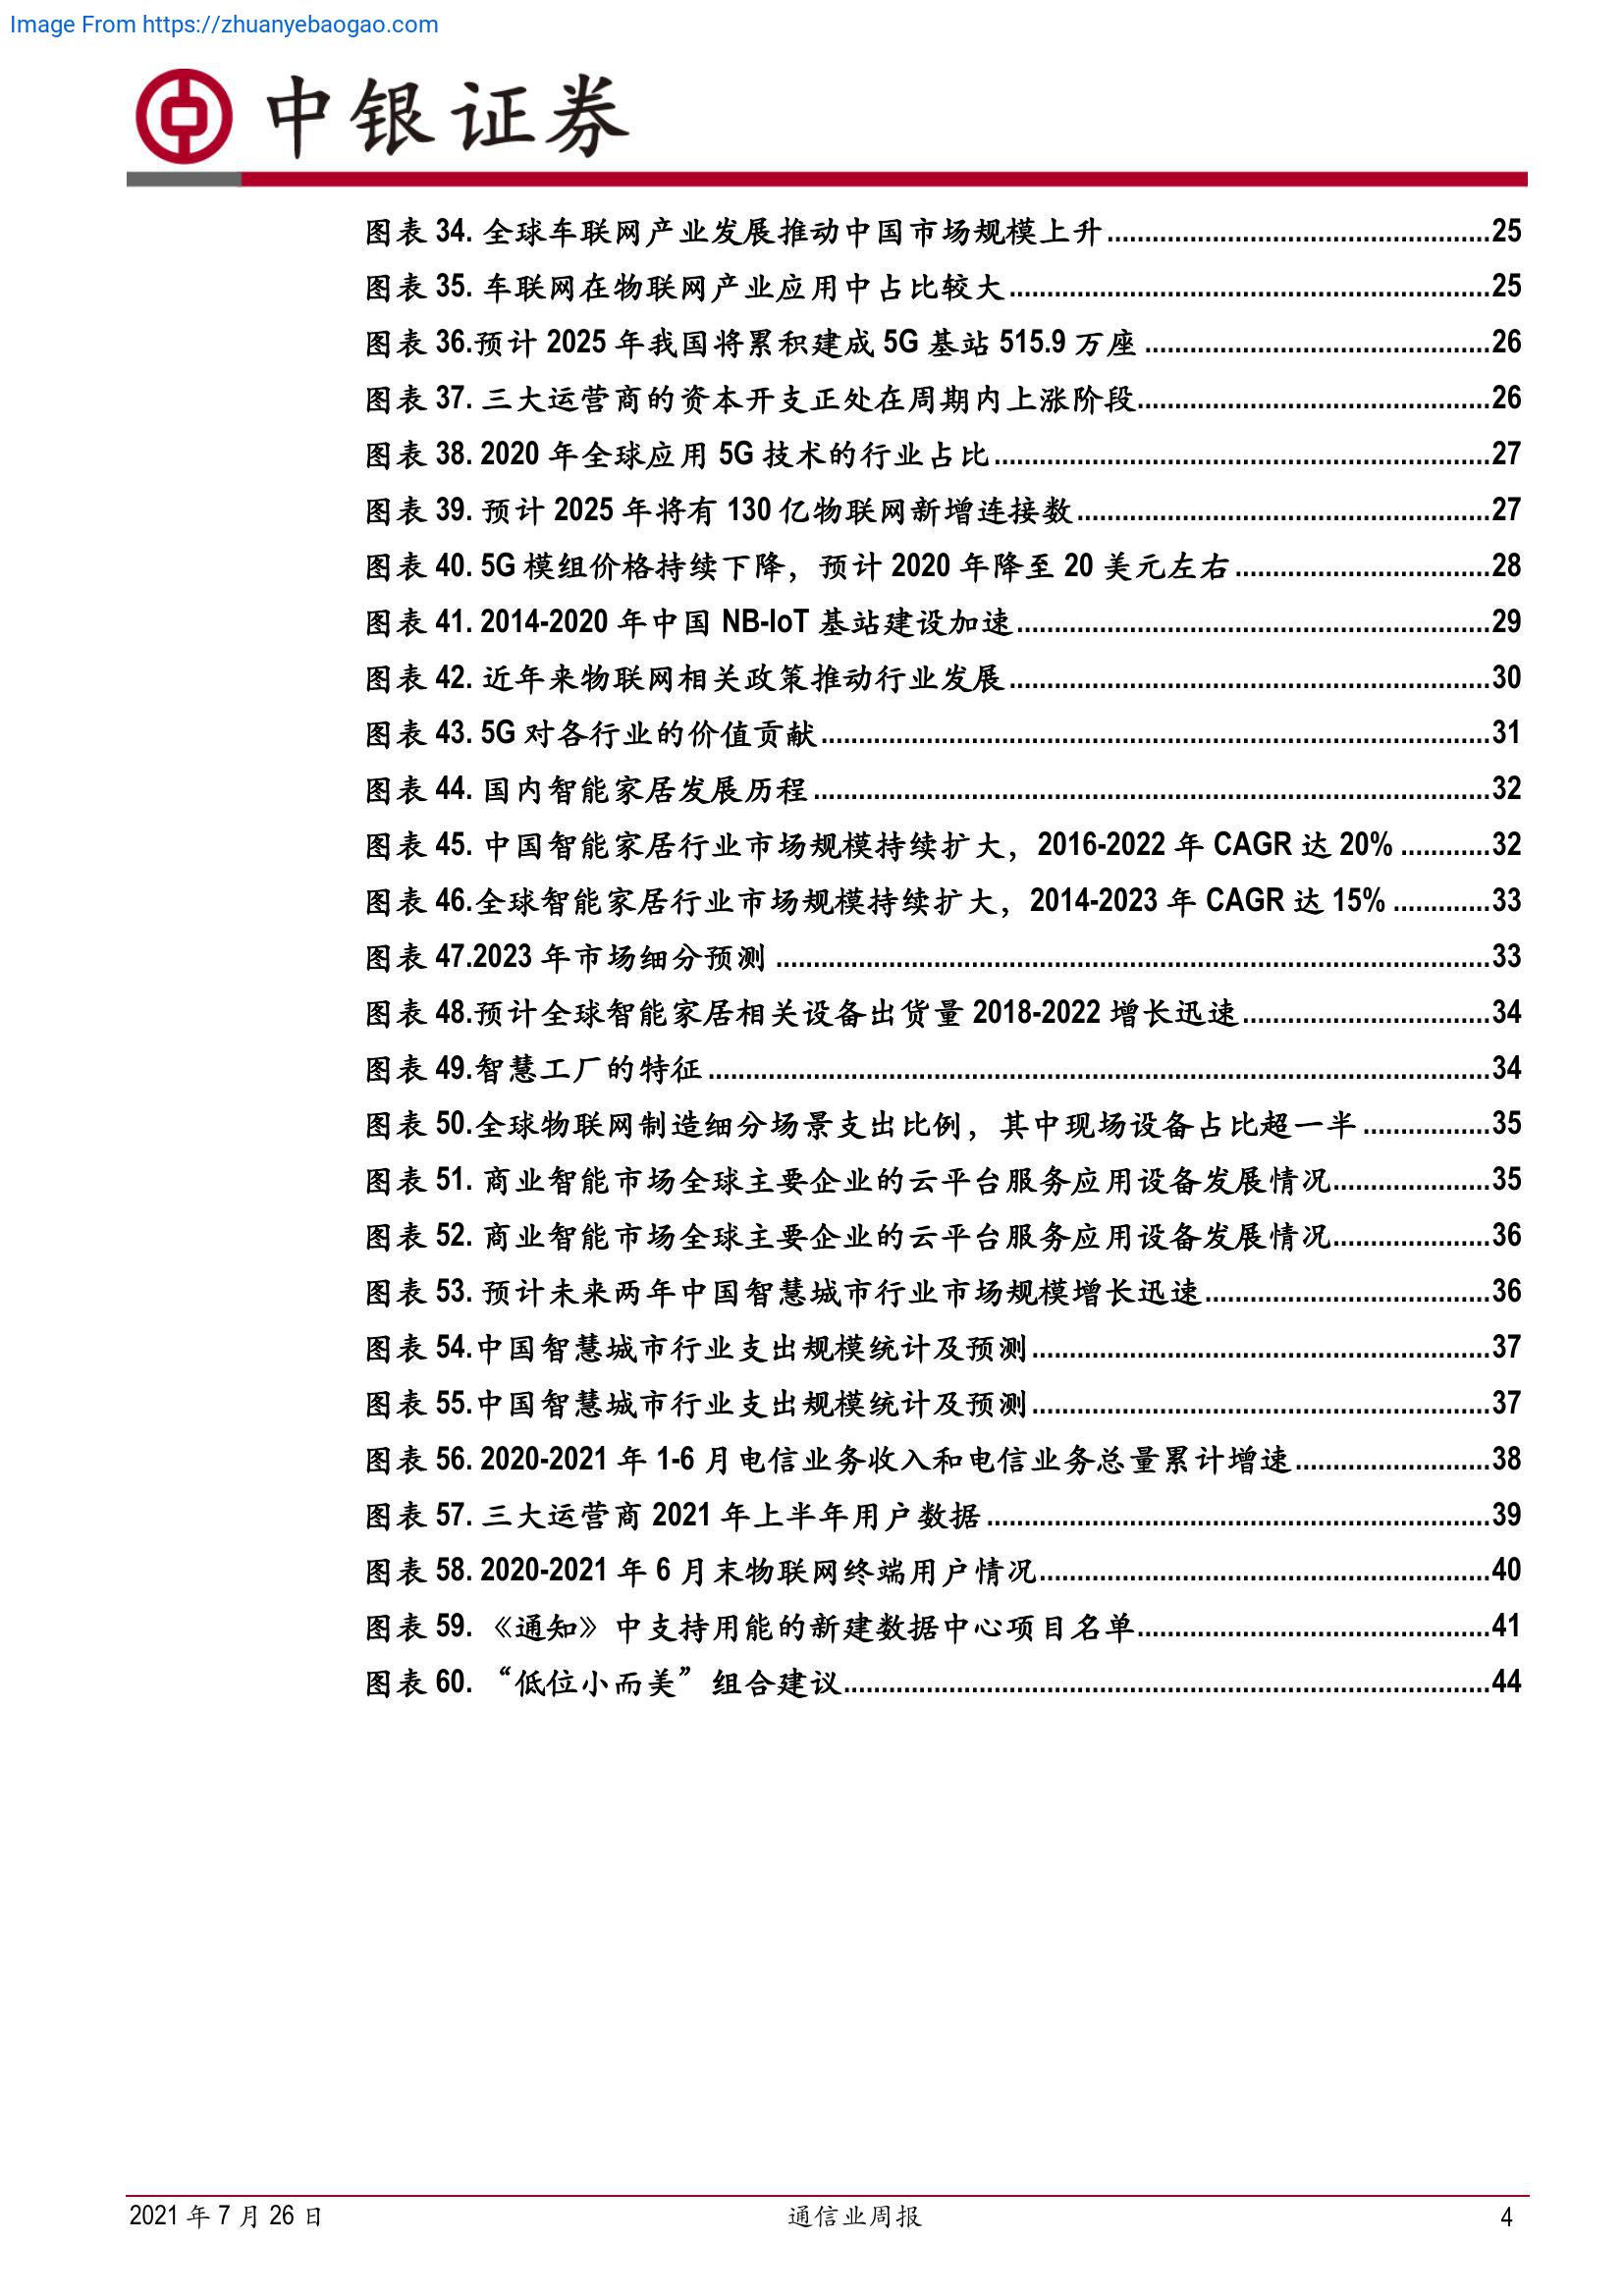 Image From https://zhuanyebaogao.com
中银证券
图表 34. 全球车联网产业发展推动中国市场规模上升................................................25
图表 35. 车联网在物联网产业应用中占比较大................................................25
图表 36.预计 2025 年我国将累积建成 5G 基站 515.9 万座................................................26
图表 37. 三大运营商的资本开支正处在周期内上涨阶段................................................26
图表 38. 2020 年全球应用 5G 技术的行业占比................................................27
图表 39. 预计 2025 年将有 130 亿物联网新增连接数................................................27
图表 40. 5G 模组价格持续下降，预计 2020 年降至 20 美元左右................................................28
图表 41. 2014-2020 年中国 NB-IoT 基站建设加速................................................29
图表 42. 近年来物联网相关政策推动行业发展................................................30
图表 43. 5G 对各行业的价值贡献................................................31
图表 44. 国内智能家居发展历程................................................32
图表 45. 中国智能家居行业市场规模持续扩大，2016-2022 年 CAGR 达 20% ............32
图表 46.全球智能家居行业市场规模持续扩大，2014-2023 年 CAGR 达 15% .............33
图表 47.2023 年市场细分预测................................................33
图表 48.预计全球智能家居相关设备出货量 2018-2022 增长迅速.................................34
图表 49.智慧工厂的特征................................................34
图表 50.全球物联网制造细分场景支出比例，其中现场设备占比超一半.................35
图表 51. 商业智能市场全球主要企业的云平台服务应用设备发展情况.....................35
图表 52. 商业智能市场全球主要企业的云平台服务应用设备发展情况.....................36
图表 53. 预计未来两年中国智慧城市行业市场规模增长迅速......................................36
图表 54.中国智慧城市行业支出规模统计及预测................................................37
图表 55.中国智慧城市行业支出规模统计及预测................................................37
图表 56. 2020-2021 年 1-6 月电信业务收入和电信业务总量累计增速..........................38
图表 57. 三大运营商 2021 年上半年用户数据................................................39
图表 58. 2020-2021 年 6 月末物联网终端用户情况................................................40
图表 59. 《通知》中支持用能的新建数据中心项目名单................................................41
图表 60. “低位小而美”组合建议................................................44
2021 年 7 月 26 日 通信业周报 4